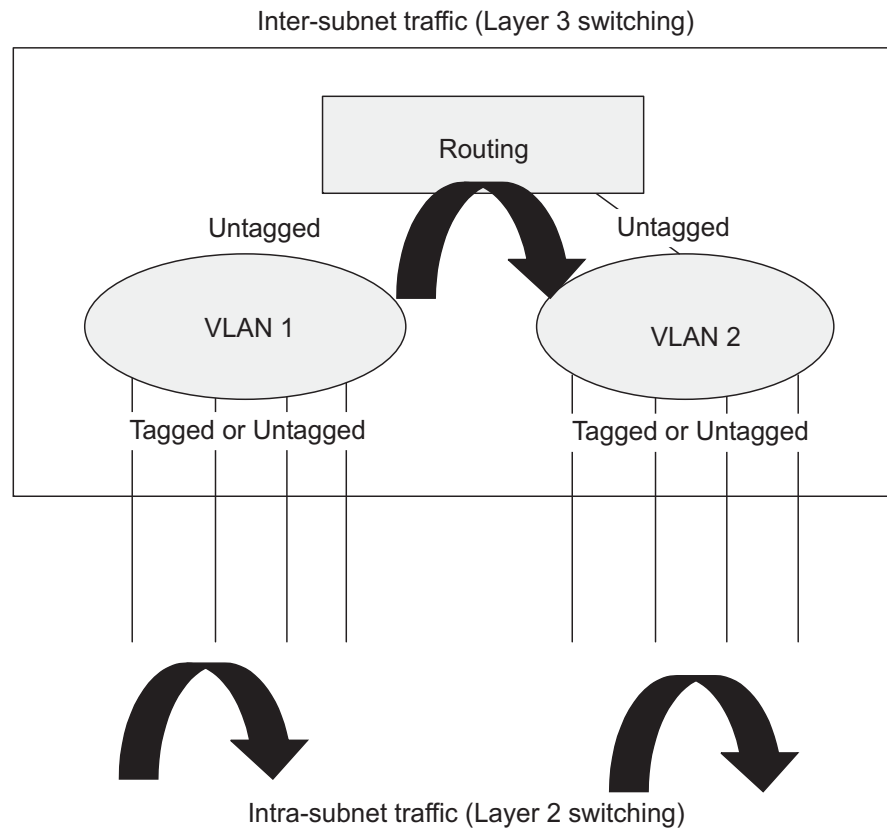 Inter-subnet traffic (Layer 3 switching)
Routing
Untagged
Untagged
VLAN 1
VLAN 2
Tagged or Untagged
Tagged or Untagged
Intra-subnet traffic (Layer 2 switching)